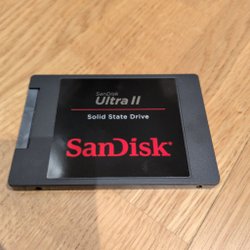 SanDisk
Ultra II
Solid State Drive
SanDisk